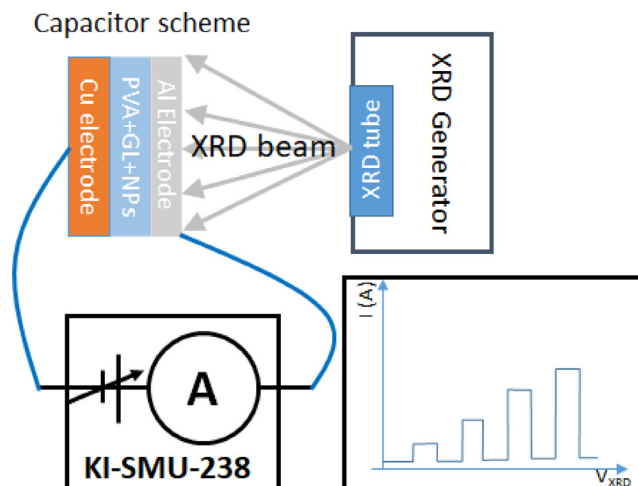 Capacitor scheme
Cu electrode
PVA+GL+NPs
Al Electrode
XRD beam
XRD tube
XRD Generator
A
KI-SMU-238
I (A)
VXRD